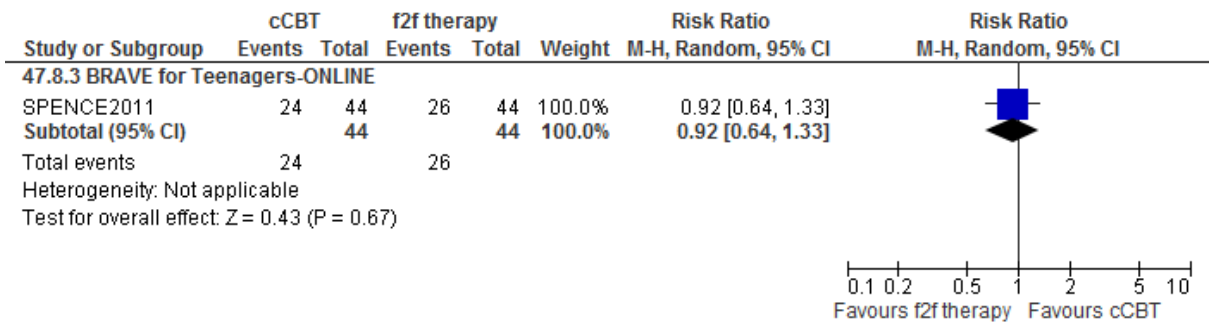 cCBT f2f therapy Risk Ratio Risk Ratio
Study or Subgroup Events Total Events Total Weight M-H, Random, 95% CI M-H, Random, 95% CI
47.8.3 BRAVE for Teenagers-ONLINE
SPENCE2011 24 44 26 44 100.0% 0.92 [0.64, 1.33]
Subtotal (95% CI) 44 44 100.0% 0.92 [0.64, 1.33]
Total events 24 26
Heterogeneity: Not applicable
Test for overall effect: Z = 0.43 (P = 0.67)
0.1 0.2 0.5 1 2 5 10
Favours f2f therapy Favours cCBT